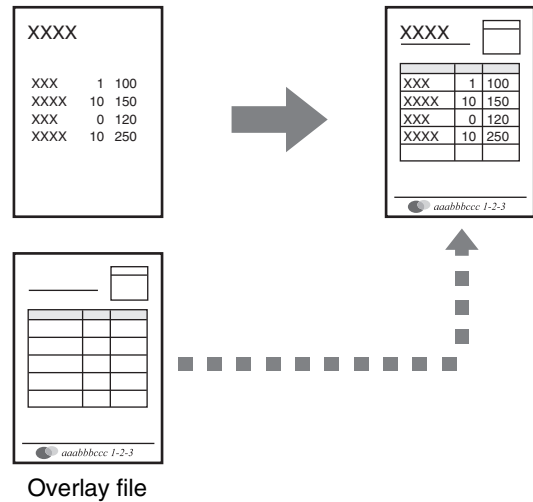 XXXX
XXX 1 100
XXXX 10 150
XXX 0 120
XXXX 10 250
XXXX
XXX 1 100
XXXX 10 150
XXX 0 120
XXXX 10 250
aaabbbccc 1-2-3
aaabbbccc 1-2-3
Overlay file